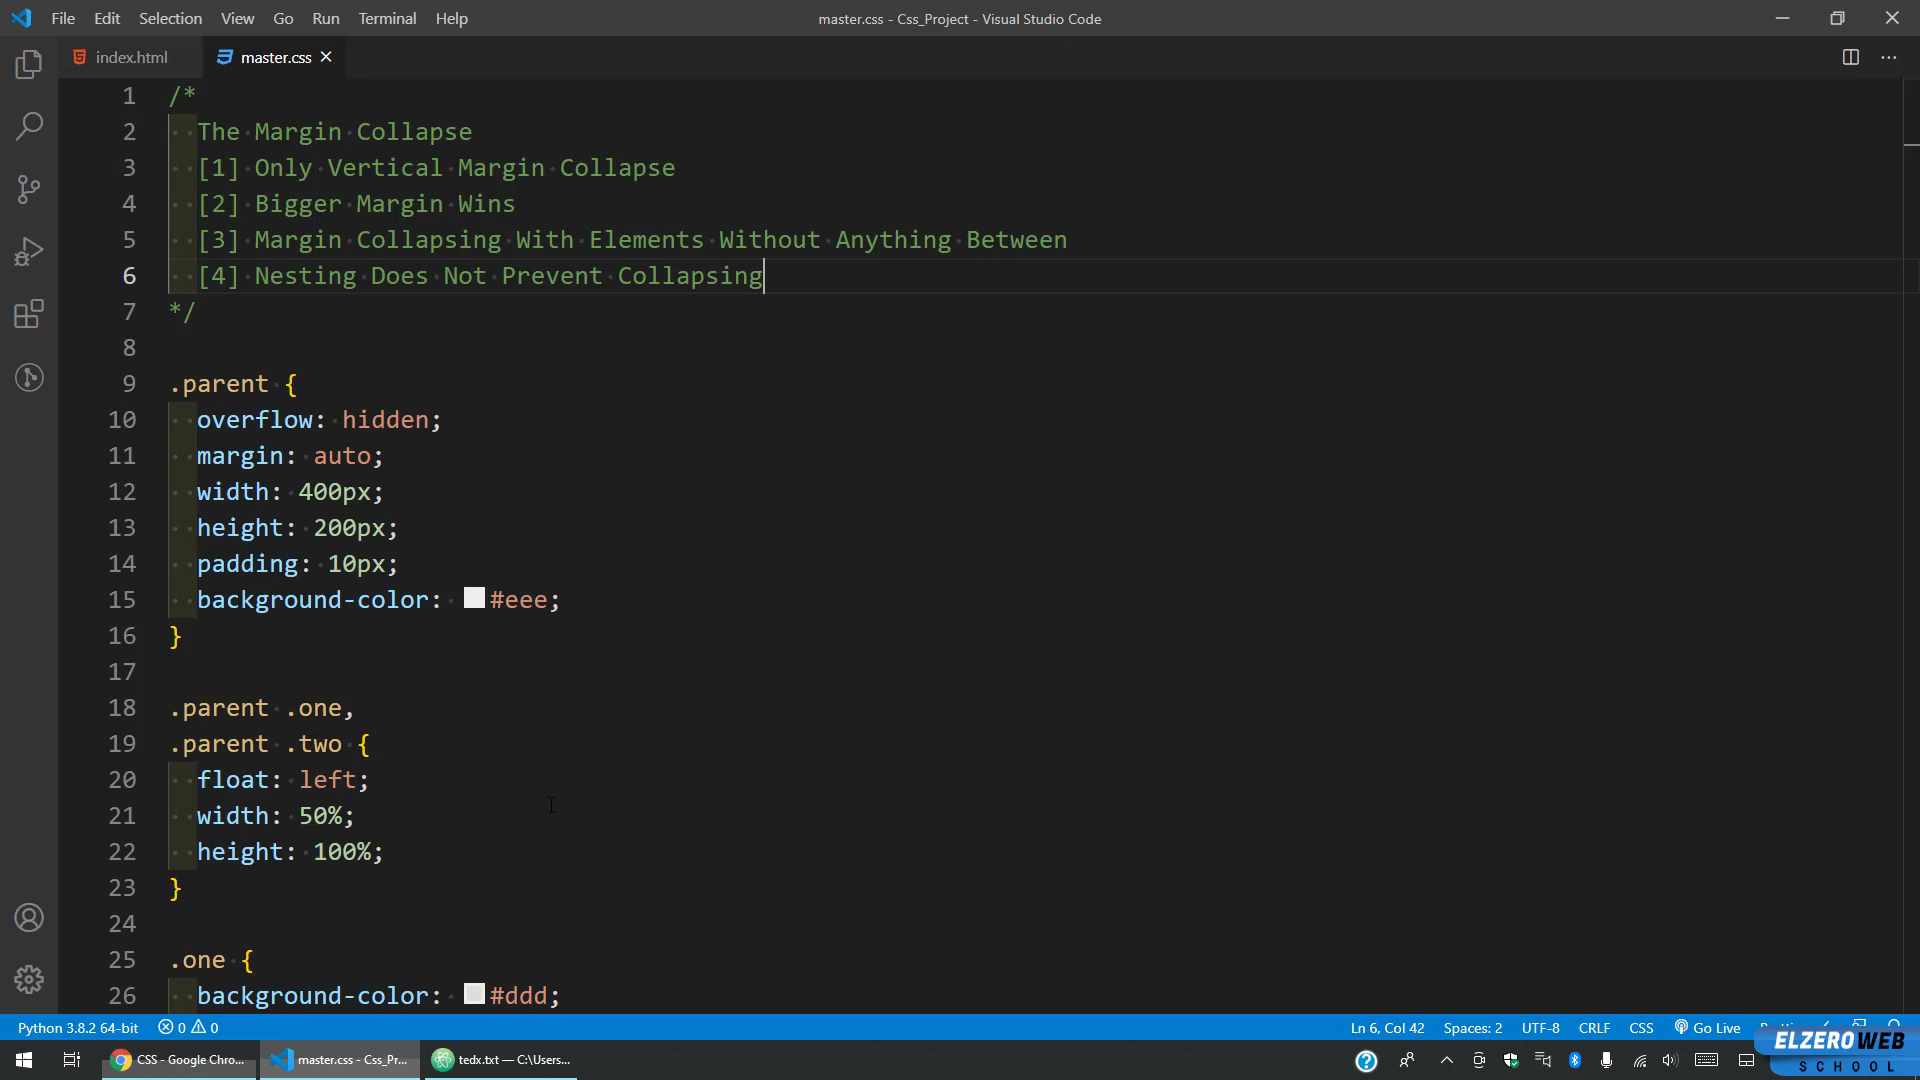 File Edit Selection View Go Run Terminal Help
master.css - Css_Project - Visual Studio Code
index.html
master.css
1 /*
2 The Margin Collapse
3 [1] Only Vertical Margin Collapse
4 [2] Bigger Margin Wins
5 [3] Margin Collapsing With Elements Without Anything Between
6 [4] Nesting Does Not Prevent Collapsing
7 */
8
9 .parent {
10 overflow: hidden;
11 margin: auto;
12 width: 400px;
13 height: 200px;
14 padding: 10px;
15 background-color: #eee;
16 }
17
18 .parent .one,
19 .parent .two {
20 float: left;
21 width: 50%;
22 height: 100%;
23 }
24
25 .one {
26 background-color: #ddd;
Python 3.8.2 64-bit 0 0 Ln 6, Col 42 Spaces: 2 UTF-8 CRLF CSS Go Live
CSS - Google Chro...
master.css - Css_Pr...
tedx.txt — C:\Users...
ELZEROWEB
SCHOOL